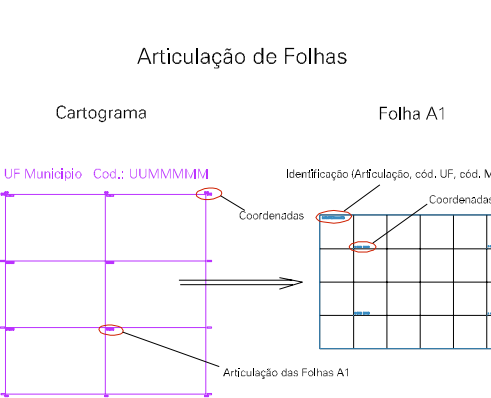 Articulação de Folhas
Cartograma
Folha A1
UF Municipio Cod.: UUMMMMM
Identificação (Articulação, cód. UF, cód. M
Coordenadas
Coordenadas
Articulação das Folhas A1